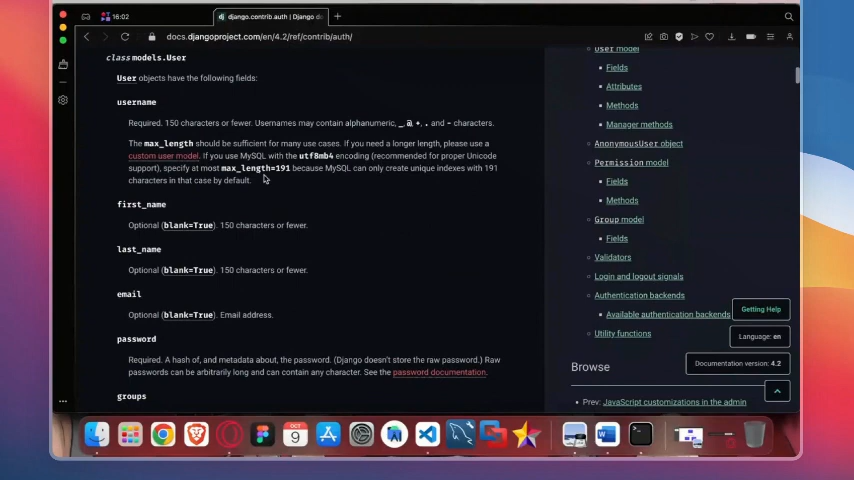 16:02
dj django.contrib.auth | Django do
docs.djangoproject.com/en/4.2/ref/contrib/auth/
class models.User
User objects have the following fields:
username
Required. 150 characters or fewer. Usernames may contain alphanumeric, _, @, +, . and - characters.
The max_length should be sufficient for many use cases. If you need a longer length, please use a
custom user model. If you use MySQL with the utf8mb4 encoding (recommended for proper Unicode
support), specify at most max_length=191 because MySQL can only create unique indexes with 191
characters in that case by default.
first_name
Optional (blank=True). 150 characters or fewer.
last_name
Optional (blank=True). 150 characters or fewer.
email
Optional (blank=True). Email address.
password
Required. A hash of, and metadata about, the password. (Django doesn't store the raw password.) Raw
passwords can be arbitrarily long and can contain any character. See the password documentation.
groups
User model
Fields
Attributes
Methods
Manager methods
AnonymousUser object
Permission model
Fields
Methods
Group model
Fields
Validators
Login and logout signals
Authentication backends
Available authentication backends
Utility functions
Getting Help
Language: en
Documentation version: 4.2
Browse
Prev: JavaScript customizations in the admin
OCT
9